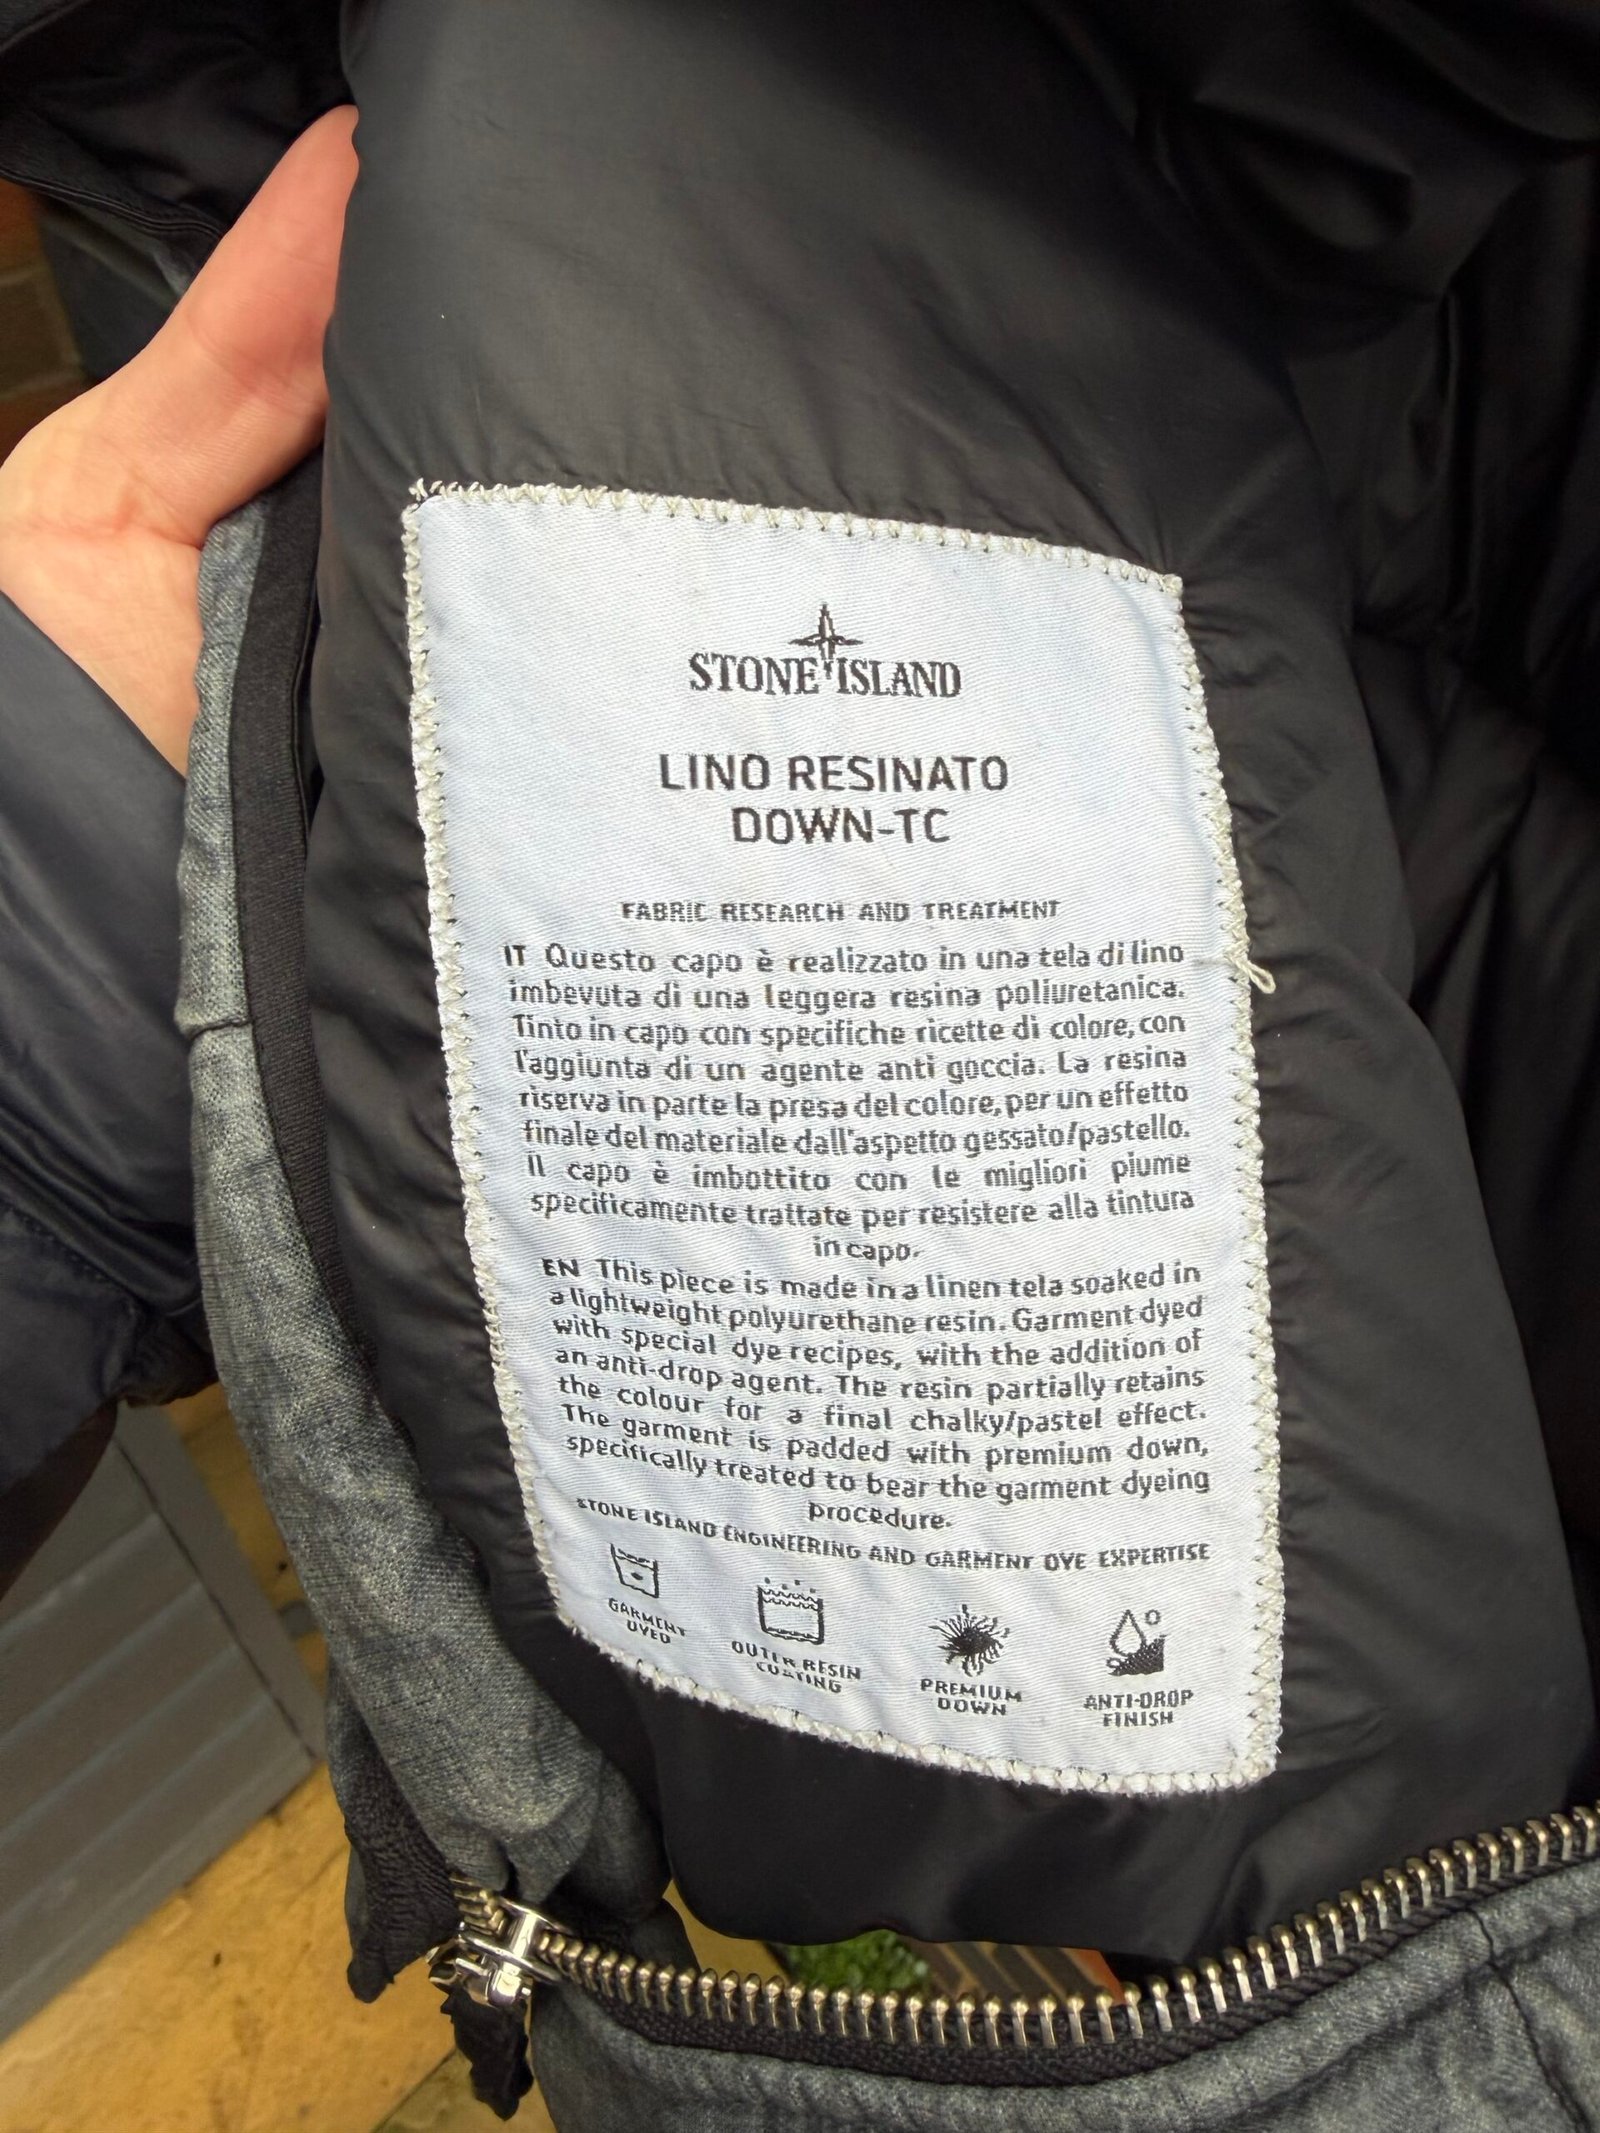 STONE ISLAND
LINO RESINATO
DOWN-TC
FABRIC RESEARCH AND TREATMENT
IT Questo capo è realizzato in una tela di lino
imbevuta di una leggera resina poliuretanica.
Tinto in capo con specifiche ricette di colore, con
l'aggiunta di un agente anti goccia. La resina
riserva in parte la presa del colore, per un effetto
finale del materiale dall'aspetto gessato/pastello.
Il capo è imbottito con le migliori piume
specificamente trattate per resistere alla tintura
in capo.
EN This piece is made in a linen tela soaked in
a lightweight polyurethane resin. Garment dyed
with special dye recipes, with the addition of
an anti-drop agent. The resin partially retains
the colour for a final chalky/pastel effect.
The garment is padded with premium down,
specifically treated to bear the garment dyeing
procedure.
STONE ISLAND ENGINEERING AND GARMENT DYE EXPERTISE
GARMENT
DYED
OUTER RESIN
COATING
PREMIUM
DOWN
ANTI-DROP
FINISH